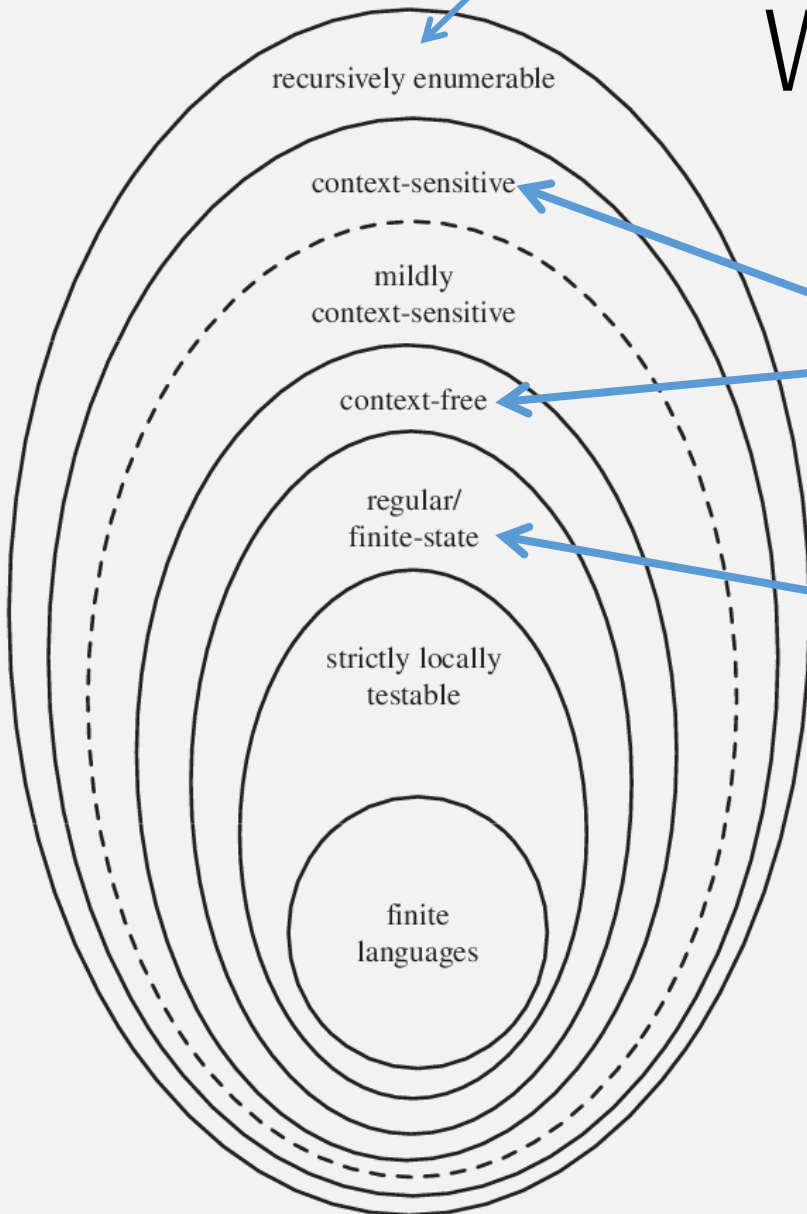 W
recursively enumerable
context-sensitive
mildly
context-sensitive
context-free
regular/
finite-state
strictly locally
testable
finite
languages